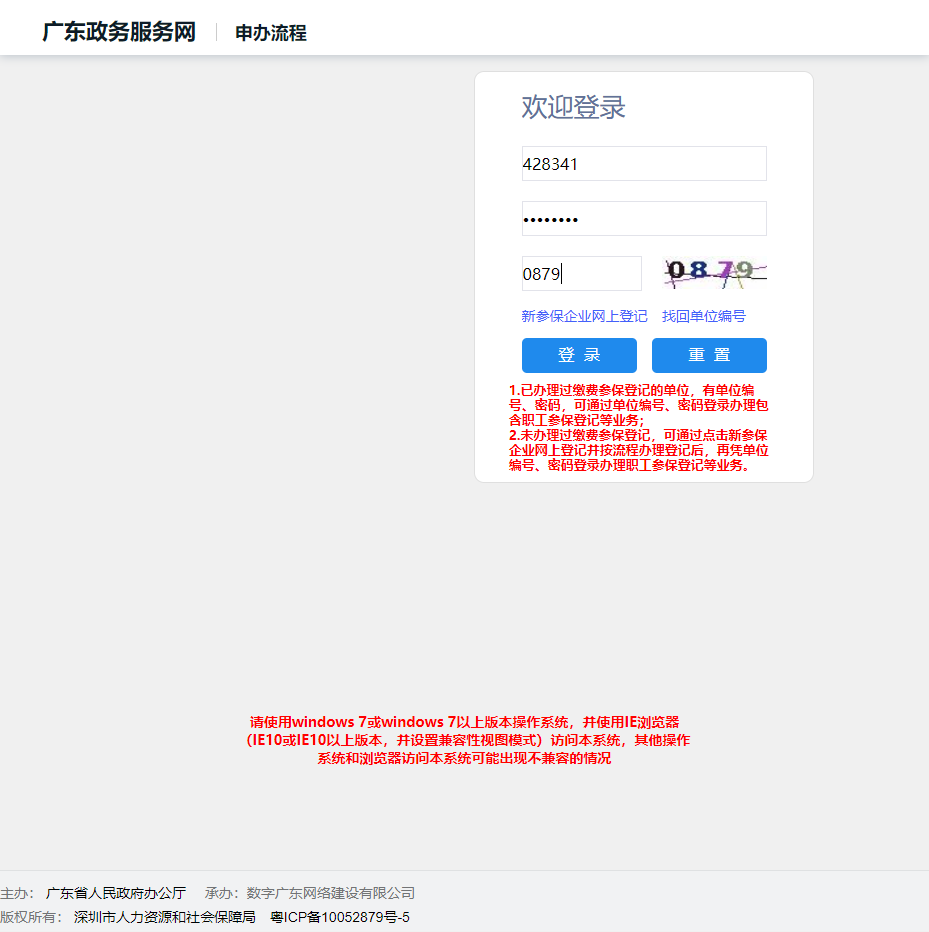 广东政务服务网 申办流程
欢迎登录
428341
••••••••
0879 0879
新参保企业网上登记 找回单位编号
登 录 重 置
1.已办理过缴费参保登记的单位，有单位编
号、密码，可通过单位编号、密码登录办理包
含职工参保登记等业务；
2.未办理过缴费参保登记，可通过点击新参保
企业网上登记并按流程办理登记后，再凭单位
编号、密码登录办理职工参保登记等业务。
请使用windows 7或windows 7以上版本操作系统，并使用IE浏览器
（IE10或IE10以上版本，并设置兼容性视图模式）访问本系统，其他操作
系统和浏览器访问本系统可能出现不兼容的情况
主办： 广东省人民政府办公厅 承办：数字广东网络建设有限公司
版权所有： 深圳市人力资源和社会保障局 粤ICP备10052879号-5